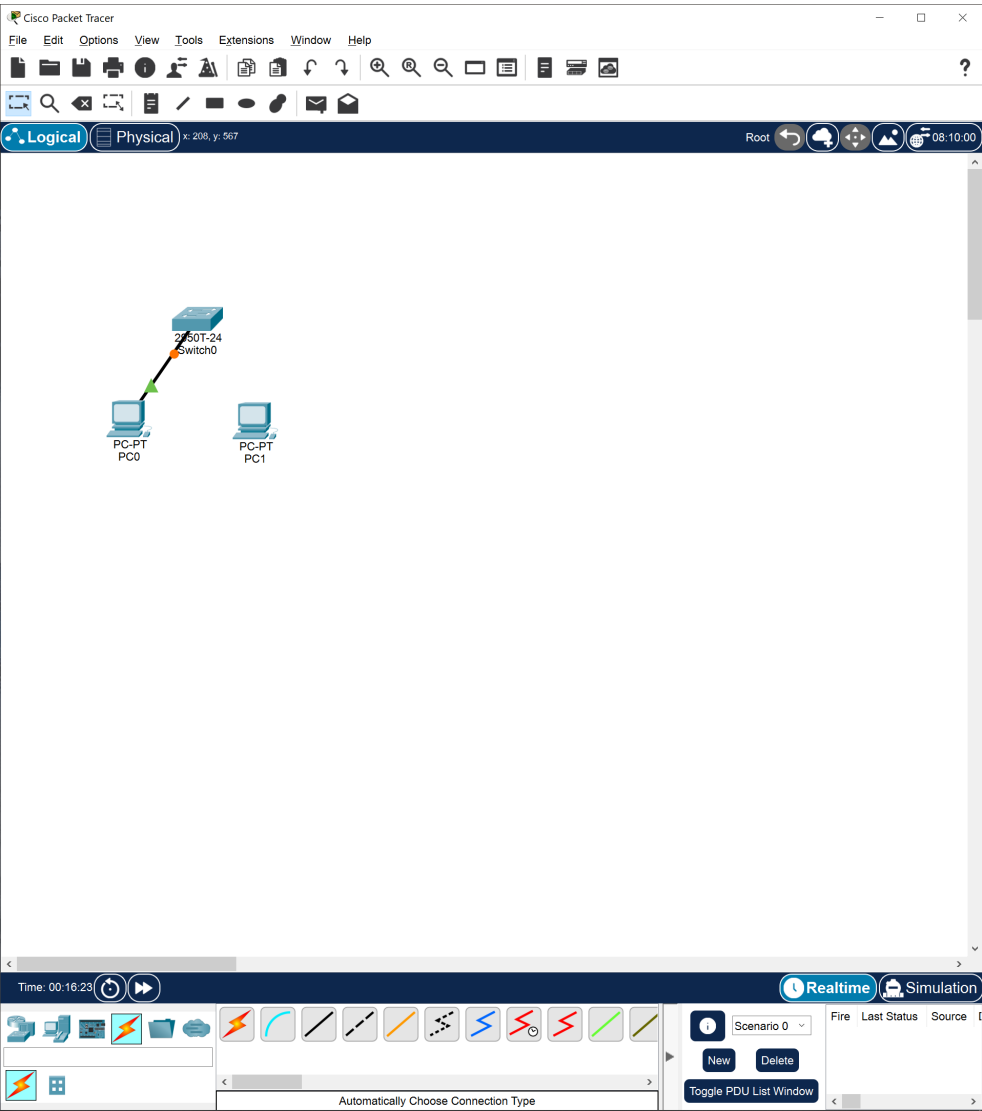 Cisco Packet Tracer
File Edit Options View Tools Extensions Window Help
?
Logical Physical x: 208, y: 567 Root 08:10:00
2950T-24
Switch0
PC-PT
PC0
PC-PT
PC1
Time: 00:16:23 Realtime Simulation
Scenario 0
New Delete
Toggle PDU List Window
Fire Last Status Source
Automatically Choose Connection Type